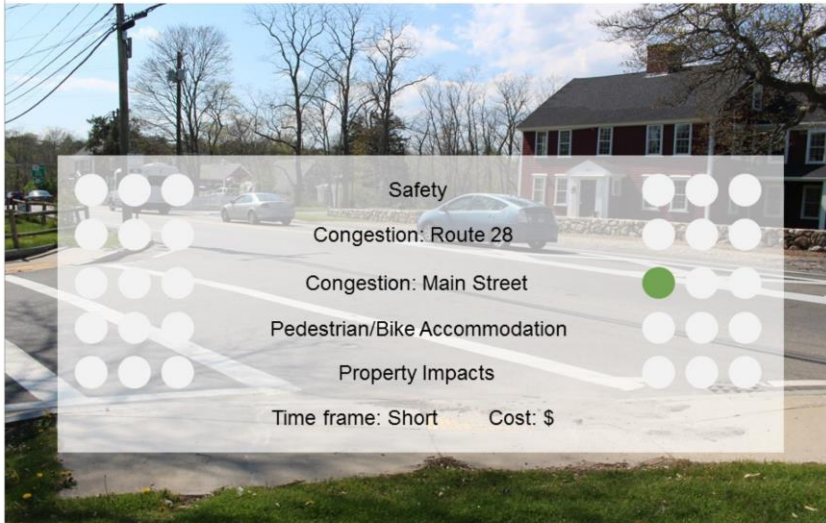 Safety
Congestion: Route 28
Congestion: Main Street
Pedestrian/Bike Accommodation
Property Impacts
Time frame: Short Cost: $